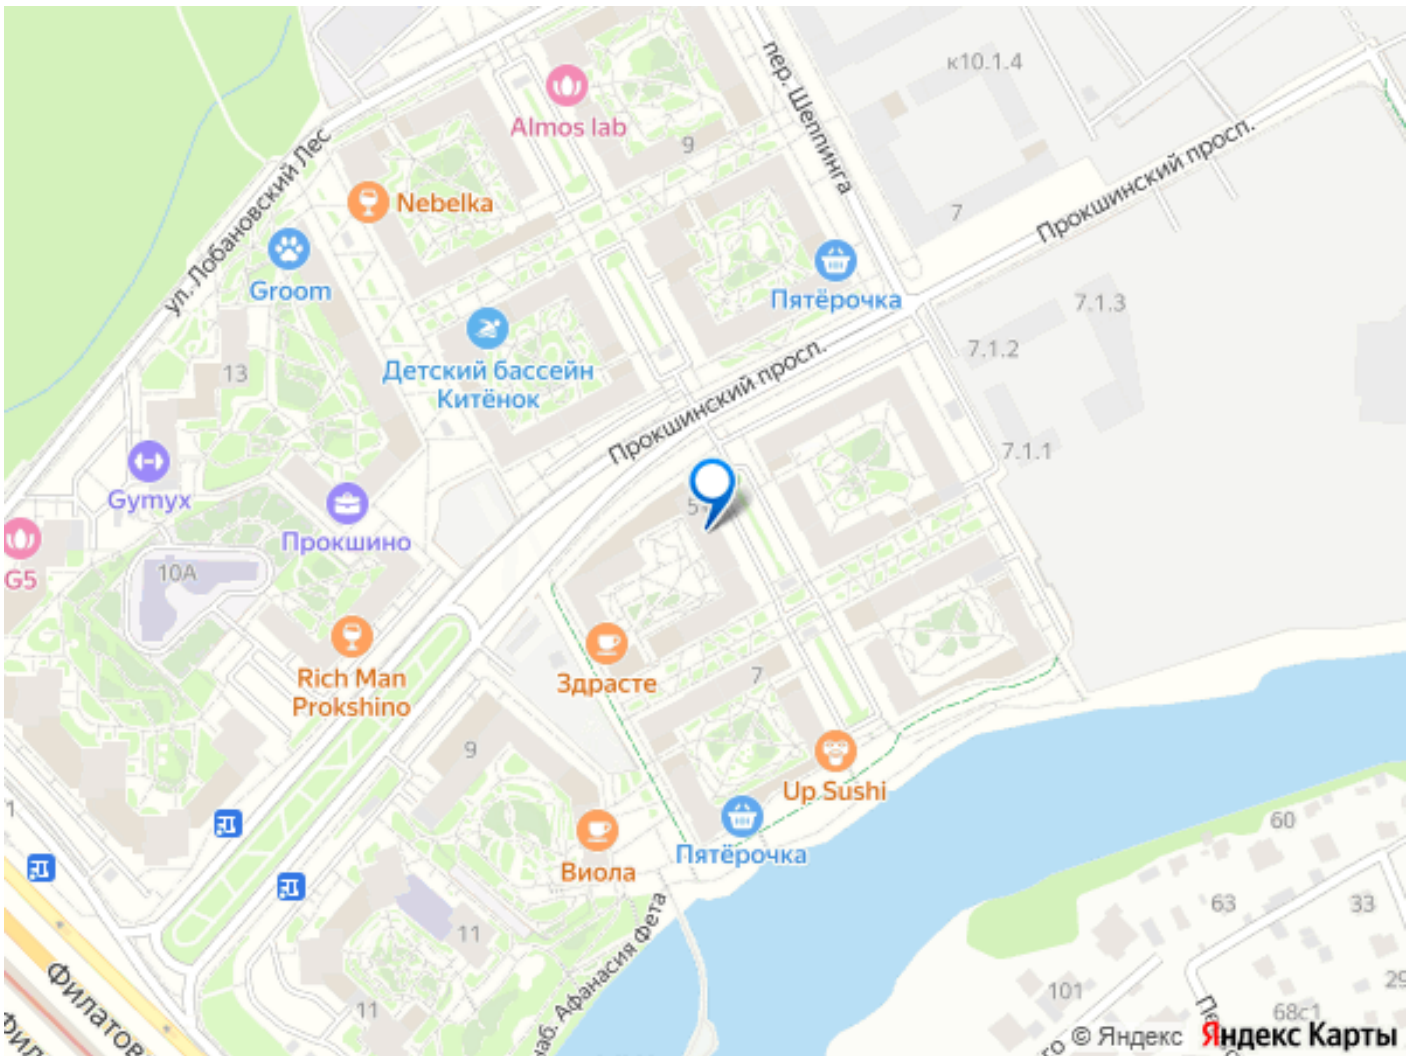 к10.1.4
пер. Шеппинга
Almos lab
9
Прокшинский просп.
ул. Лобановский Лес
Nebelka
7
Groom
Пятёрочка
7.1.3
7.1.2
Детский бассейн
Китёнок
13
Прокшинский просп.
7.1.1
Gymyx
5
Прокшино
G5
10А
Rich Man
Prokshino
Здрасте
7
9
Up Sushi
1
60
Пятёрочка
Виола
63
33
наб. Афанасия Фета
11
29
101
11
68с1
© Яндекс
Яндекс Карты